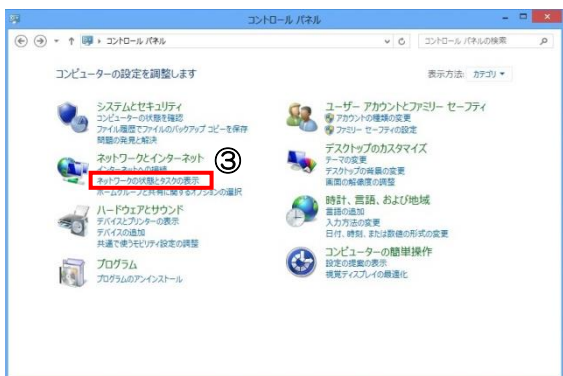 コントロール パネル
コントロール パネル
コントロール パネルの検索
コンピューターの設定を調整します
表示方法: カテゴリ
システムとセキュリティ
コンピューターの状態を確認
ファイル履歴でファイルのバックアップ コピーを保存
問題の発見と解決
ネットワークとインターネット
③
インターネットへの接続
ネットワークの状態とタスクの表示
ホームグループと共有に関するオプションの選択
ハードウェアとサウンド
デバイスとプリンターの表示
デバイスの追加
共通で使うモビリティ設定の調整
プログラム
プログラムのアンインストール
ユーザー アカウントとファミリー セーフティ
アカウントの種類の変更
ファミリー セーフティの設定
デスクトップのカスタマイズ
テーマの変更
デスクトップの背景の変更
画面の解像度の調整
時計、言語、および地域
言語の追加
入力方法の変更
日付、時刻、または数値の形式の変更
コンピューターの簡単操作
設定の提案の表示
視覚ディスプレイの最適化